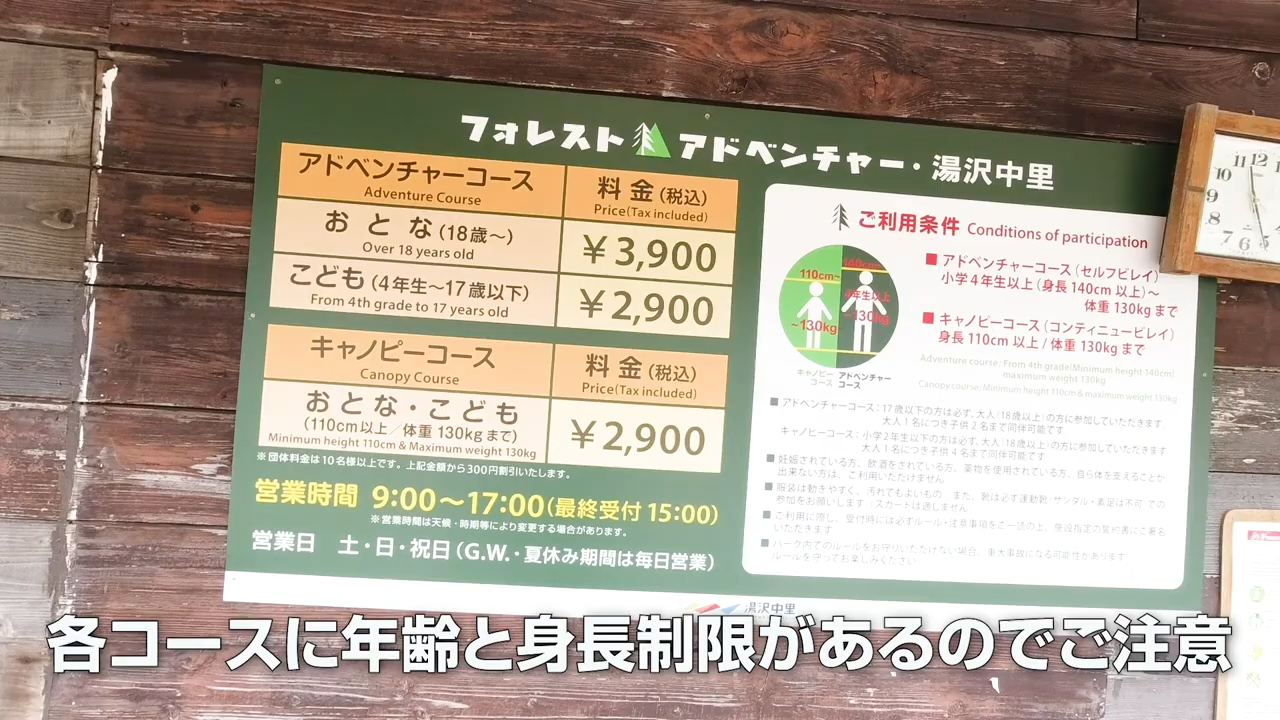 フォレスト アドベンチャー・湯沢中里
アドベンチャーコース
Adventure Course
料金(税込)
Price(Tax included)
おとな(18歳～)
Over 18 years old
¥3,900
こども(4年生～17歳以下)
From 4th grade to 17 years old
¥2,900
キャノピーコース
Canopy Course
料金(税込)
Price(Tax included)
おとな・こども
(110cm以上／体重130kgまで)
Minimum height 110cm & Maximum weight 130kg
¥2,900
※団体料金は10名様以上です。上記金額から300円割引いたします。
営業時間 9:00～17:00(最終受付 15:00)
※営業時間は天候・時期等により変更する場合があります。
営業日 土・日・祝日(G.W.・夏休み期間は毎日営業)
ご利用条件 Conditions of participation
110cm~
140cm~
4年生以上
~130kg
~130kg
キャノピー
コース
アドベンチャー
コース
■ アドベンチャーコース(セルフビレイ)
小学4年生以上(身長140cm以上)～
体重130kgまで
■ キャノピーコース(コンティニュービレイ)
身長110cm以上 / 体重130kgまで
Adventure course: From 4th grade(Minimum height 140cm)
maximum weight 130kg
Canopy course: Minimum height 110cm & maximum weight 130kg
■ アドベンチャーコース：17歳以下の方は必ず、大人(18歳以上)の方に参加していただきます。
大人1名につき子供2名まで同伴可能です
キャノピーコース：小学2年生以下の方は必ず、大人(18歳以上)の方に参加していただきます
大人1名につき子供4名まで同伴可能です
■ 妊娠されている方、飲酒をされている方、薬物を使用されている方、自ら体を支えることが
出来ない方は、ご利用いただけません
■ 服装は動きやすく、汚れてもよいもの、また、靴は必ず運動靴(サンダル・素足は不可)での
参加をお願いします(スカートは適しません)
■ ご利用に際し、受付時には必ずルール・注意事項をご一読の上、施設指定の誓約書にご署名
いただきます
■ パーク内でのルールをお守りいただけない場合、重大事故になる可能性があります
ルールを守ってお楽しみください
湯沢中里
11 12
10
9
8
7 6 5
各コースに年齢と身長制限があるのでご注意